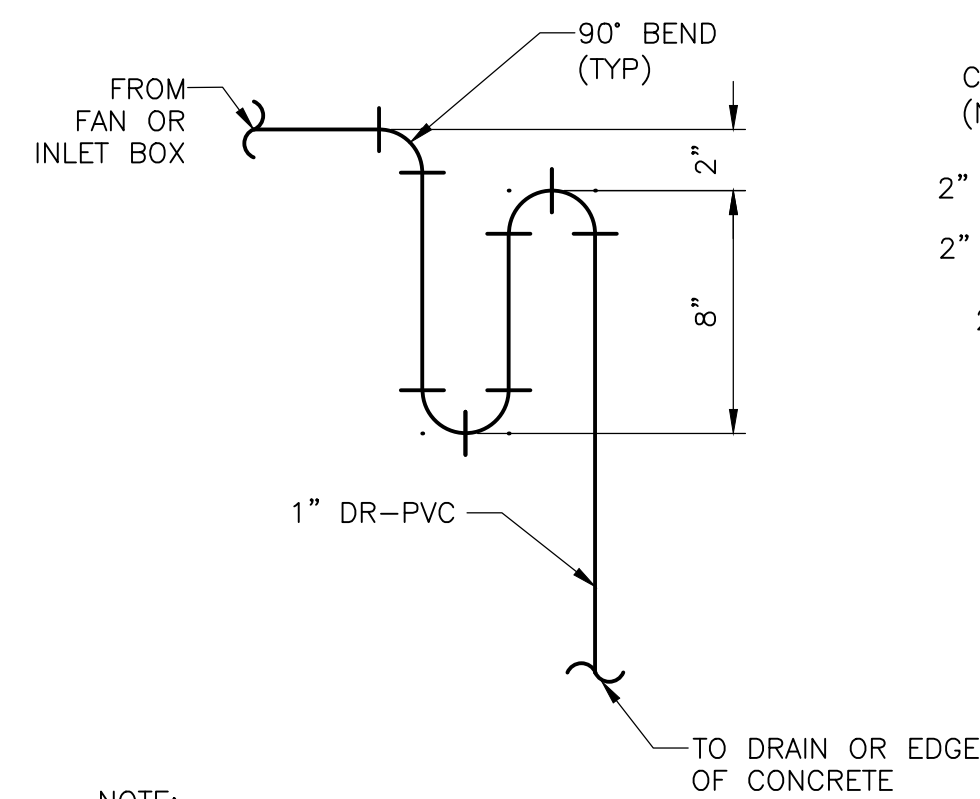 90° BEND
(TYP)
FROM
FAN OR
INLET BOX
2"
8"
1" DR-PVC
TO DRAIN OR EDGE
OF CONCRETE
NOTE:
C
(N
2"
2"
2